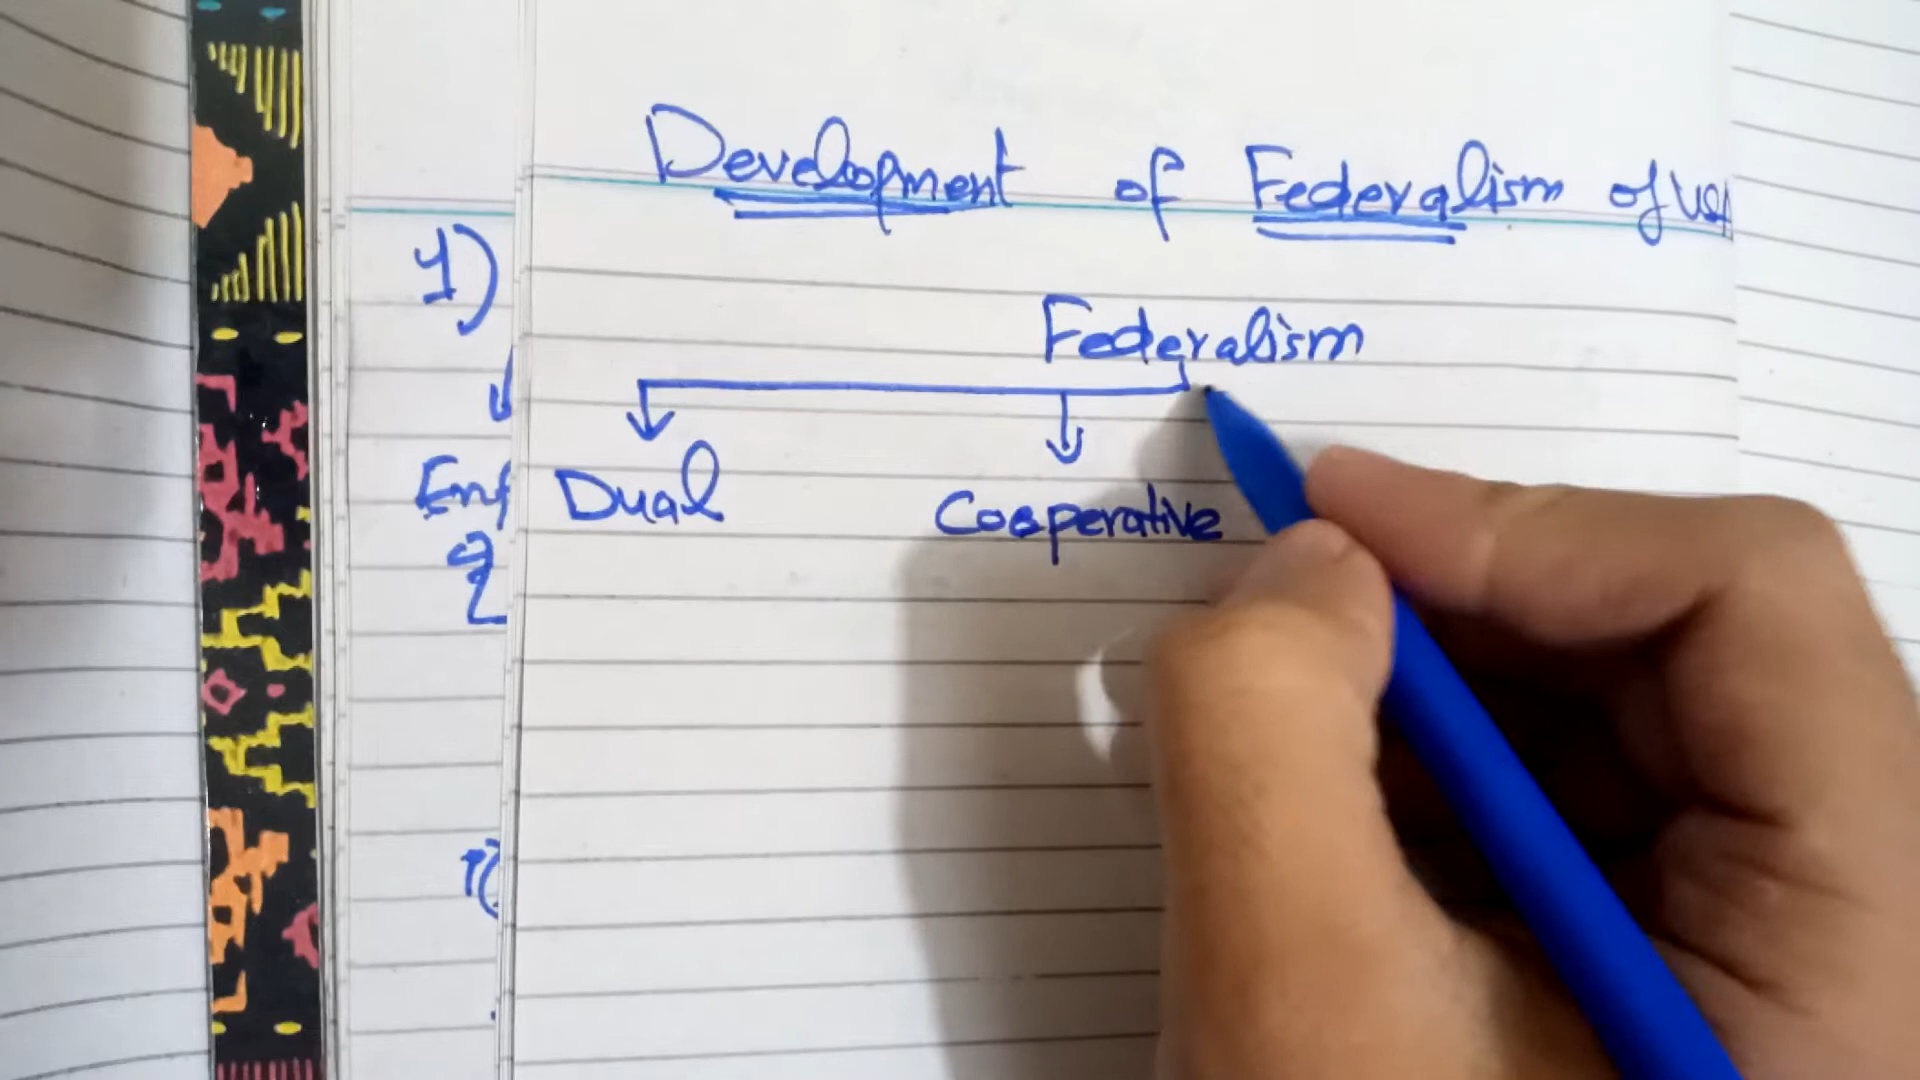 Development of Federalism of USA
1)
Federalism
Dual Cooperative